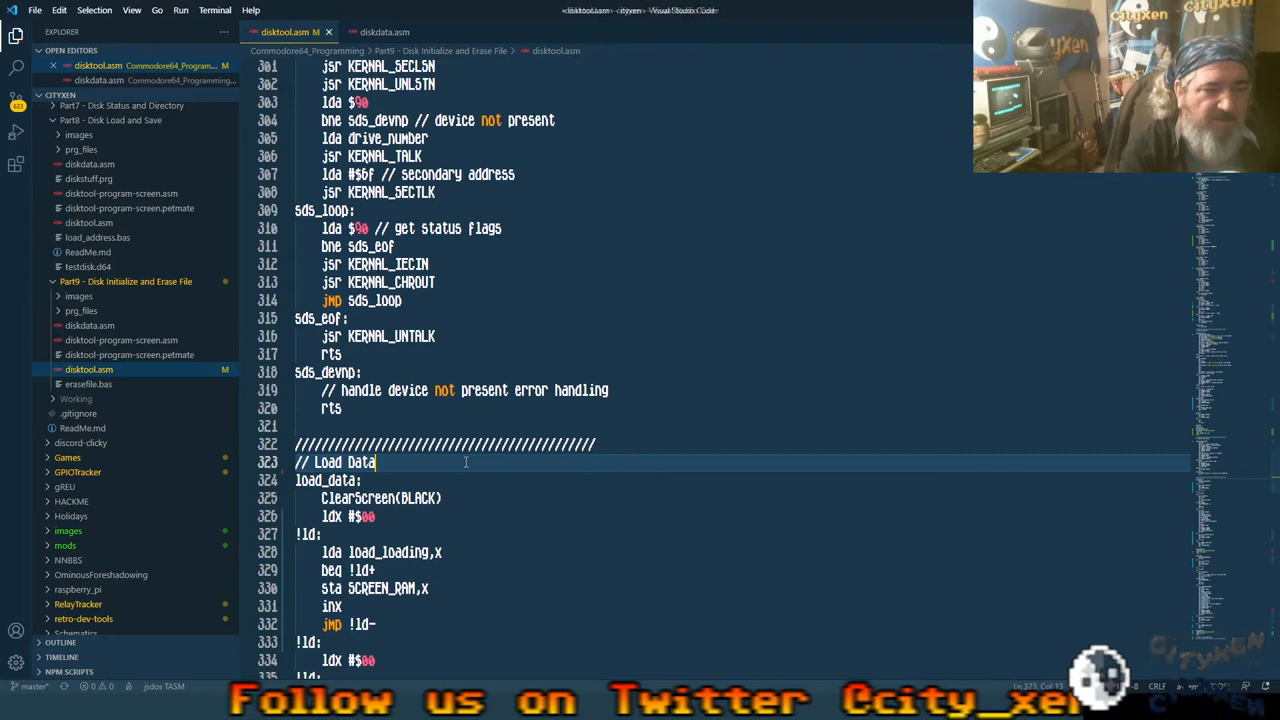 File Edit Selection View Go Run Terminal Help
EXPLORER
OPEN EDITORS
disktool.asm Commodore64_Program... M
diskdata.asm Commodore64_Programming...
CITYXEN
Part7 - Disk Status and Directory
Part8 - Disk Load and Save
images
prg_files
diskdata.asm
diskstuff.prg
disktool-program-screen.asm
disktool-program-screen.petmate
disktool.asm
load_address.bas
ReadMe.md
testdisk.d64
Part9 - Disk Initialize and Erase File
images
prg_files
diskdata.asm
disktool-program-screen.asm
disktool-program-screen.petmate
disktool.asm M
erasefile.bas
Working
.gitignore
ReadMe.md
discord-clicky
Games
GPIOTracker
gREU
HACKME
Holidays
images
mods
NNBBS
OminousForeshadowing
raspberry_pi
RelayTracker
retro-dev-tools
Schematics
OUTLINE
TIMELINE
NPM SCRIPTS
633
disktool.asm M
diskdata.asm
Commodore64_Programming > Part9 - Disk Initialize and Erase File > disktool.asm
301 jsr KERNAL_SECLSN
302 jsr KERNAL_UNLSTN
303 lda $90
304 bne sds_devnp // device not present
305 lda drive_number
306 jsr KERNAL_TALK
307 lda #$6f // secondary address
308 jsr KERNAL_SECTLK
309 sds_loop:
310 lda $90 // get status flags
311 bne sds_eof
312 jsr KERNAL_IECIN
313 jsr KERNAL_CHROUT
314 jmp sds_loop
315 sds_eof:
316 jsr KERNAL_UNTALK
317 rts
318 sds_devnp:
319 // handle device not present error handling
320 rts
321
322 /////////////////////////////////////////////
323 // Load Data
324 load_data:
325 ClearScreen(BLACK)
326 ldx #$00
327 !ld:
328 lda load_loading,x
329 beq !ld+
330 sta SCREEN_RAM,x
331 inx
332 jmp !ld-
333 !ld:
334 ldx #$00
master* 0 0 jsdos TASM
Ln 323, Col 13
CRLF
Follow us on Twitter @city_xen
CITYXEN
cityxen